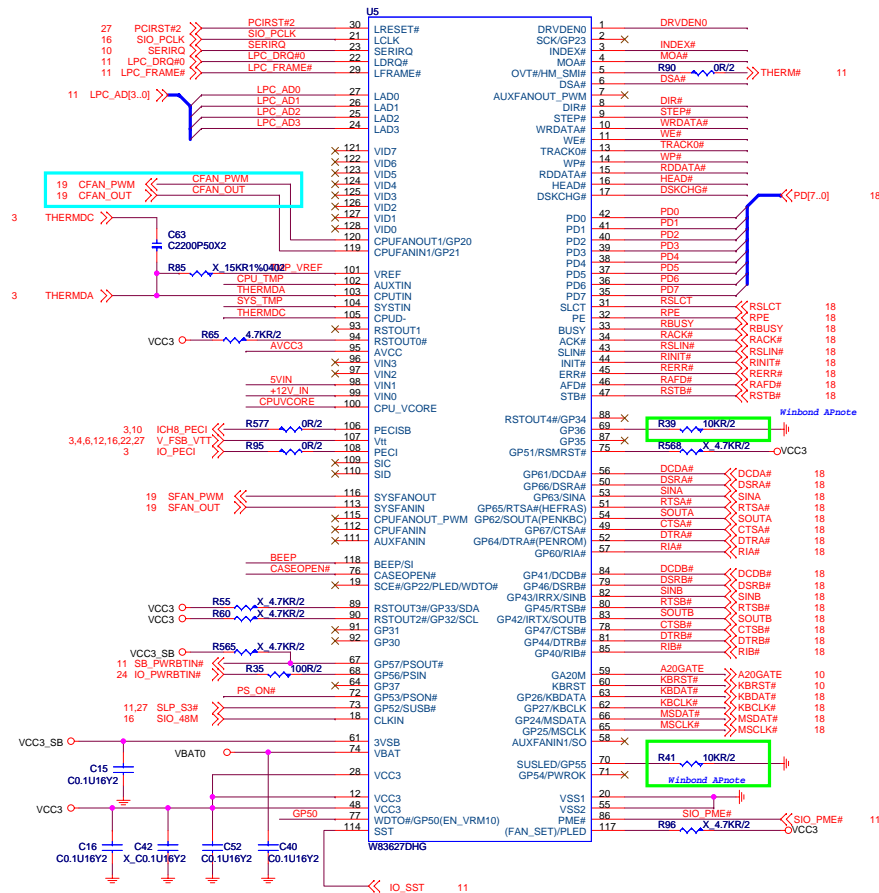 U5
27 PCIRST#2 PCIRST#2 30 LRESET#
16 SIO_PCLK SIO_PCLK 21 LCLK
10 SERIRQ SERIRQ 23 SERIRQ
11 LPC_DRQ#0 LPC_DRQ#0 22 LDRQ#
11 LPC_FRAME# LPC_FRAME# 29 LFRAME#
11 LPC_AD[3..0]
LPC_AD0 27 LAD0
LPC_AD1 26 LAD1
LPC_AD2 25 LAD2
LPC_AD3 24 LAD3
121 VID7
122 VID6
123 VID5
124 VID4
125 VID3
126 VID2
127 VID1
128 VID0
19 CFAN_PWM CFAN_PWM
19 CFAN_OUT CFAN_OUT
120 CPUFANOUT1/GP20
119 CPUFANIN1/GP21
3 THERMDC
C63
C2200P50X2
R85 X_15KR1%0402 101 VREF
CPU_TMP 102 AUXTIN
3 THERMDA THERMDA 103 CPUTIN
SYS_TMP 104 SYSTIN
THERMDC 105 CPUD-
93 RSTOUT1
VCC3 R65 4.7KR/2 94 RSTOUT0#
AVCC3 95 AVCC
96 VIN3
97 VIN2
5VIN 98 VIN1
+12V_IN 99 VIN0
CPUVCORE 100 CPU_VCORE
3,10 ICH8_PECI R577 0R/2 106 PECISB
3,4,6,12,16,22,27 V_FSB_VTT 107 Vtt
3 IO_PECI R95 0R/2 108 PECI
109 SIC
110 SID
19 SFAN_PWM 116 SYSFANOUT
19 SFAN_OUT 113 SYSFANIN
115 CPUFANOUT_PWM
112 CPUFANIN
111 AUXFANIN
BEEP 118 BEEP/SI
CASEOPEN# 76 CASEOPEN#
19 SCE#/GP22/PLED/WDTO#
VCC3 R55 X_4.7KR/2 89 RSTOUT3#/GP33/SDA
VCC3 R60 X_4.7KR/2 90 RSTOUT2#/GP32/SCL
91 GP31
92 GP30
VCC3_SB R565 X_4.7KR/2
11 SB_PWRBTIN# 67 GP57/PSOUT#
24 IO_PWRBTIN# R35 100R/2 68 GP56/PSIN
64 GP37
PS_ON# 72 GP53/PSON#
11,27 SLP_S3# 73 GP52/SUSB#
16 SIO_48M 18 CLKIN
VCC3_SB 61 3VSB
VBAT0 74 VBAT
C15
C0.1U16Y2
28 VCC3
12 VCC3
VCC3 48 VCC3
GP50 77 WDTO#/GP50(EN_VRM10)
114 SST
C16
C0.1U16Y2
C42
X_C0.1U16Y2
C52
C0.1U16Y2
C40
C0.1U16Y2
IO_SST 11
W83627DHG
DRVDEN0 1 DRVDEN0
SCK/GP23 2
INDEX# 3 INDEX#
MOA# 4 MOA#
OVT#/HM_SMI# 5 R90 0R/2 THERM# 11
DSA# 6 DSA#
AUXFANOUT_PWM 7
DIR# 8 DIR#
STEP# 9 STEP#
WRDATA# 10 WRDATA#
WE# 11 WE#
TRACK0# 13 TRACK0#
WP# 14 WP#
RDDATA# 15 RDDATA#
HEAD# 16 HEAD#
DSKCHG# 17 DSKCHG#
PD[7..0] 18
PD0 42 PD0
PD1 41 PD1
PD2 40 PD2
PD3 39 PD3
PD4 38 PD4
PD5 37 PD5
PD6 36 PD6
PD7 35 PD7
SLCT 31 RSLCT RSLCT 18
PE 32 RPE RPE 18
BUSY 33 RBUSY RBUSY 18
ACK# 34 RACK# RACK# 18
SLIN# 43 RSLIN# RSLIN# 18
INIT# 44 RINIT# RINIT# 18
ERR# 45 RERR# RERR# 18
AFD# 46 RAFD# RAFD# 18
STB# 47 RSTB# RSTB# 18
Winbond APnote
RSTOUT4#/GP34 88
GP36 69 R39 10KR/2
GP35 87
GP51/RSMRST# 75 R568 X_4.7KR/2 VCC3
GP61/DCDA# 56 DCDA# DCDA# 18
GP66/DSRA# 50 DSRA# DSRA# 18
GP63/SINA 53 SINA SINA 18
GP65/RTSA#(HEFRAS) 51 RTSA# RTSA# 18
GP62/SOUTA(PENKBC) 54 SOUTA SOUTA 18
GP67/CTSA# 49 CTSA# CTSA# 18
GP64/DTRA#(PENROM) 52 DTRA# DTRA# 18
GP60/RIA# 57 RIA# RIA# 18
GP41/DCDB# 84 DCDB# DCDB# 18
GP46/DSRB# 79 DSRB# DSRB# 18
GP43/IRRX/SINB 82 SINB SINB 18
GP45/RTSB# 80 RTSB# RTSB# 18
GP42/IRTX/SOUTB 83 SOUTB SOUTB 18
GP47/CTSB# 78 CTSB# CTSB# 18
GP44/DTRB# 81 DTRB# DTRB# 18
GP40/RIB# 85 RIB# RIB# 18
GA20M 59 A20GATE A20GATE 10
KBRST 60 KBRST# KBRST# 10
GP26/KBDATA 63 KBDAT# KBDAT# 18
GP27/KBCLK 62 KBCLK# KBCLK# 18
GP24/MSDATA 66 MSDAT# MSDAT# 18
GP25/MSCLK 65 MSCLK# MSCLK# 18
AUXFANIN1/SO 58
SUSLED/GP55 70 R41 10KR/2
GP54/PWROK 71 Winbond APnote
VSS1 20
VSS2 55
PME# 86 SIO_PME# SIO_PME# 11
(FAN_SET)/PLED 117 R96 X_4.7KR/2 VCC3